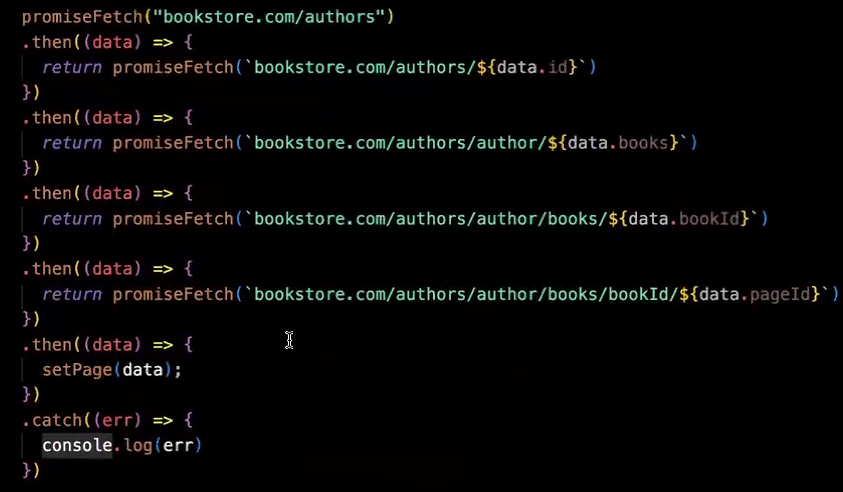 promiseFetch("bookstore.com/authors")
.then((data) => {
return promiseFetch(`bookstore.com/authors/${data.id}`)
})
.then((data) => {
return promiseFetch(`bookstore.com/authors/author/${data.books}`)
})
.then((data) => {
return promiseFetch(`bookstore.com/authors/author/books/${data.bookId}`)
})
.then((data) => {
return promiseFetch(`bookstore.com/authors/author/books/bookId/${data.pageId}`)
})
.then((data) => {
setPage(data);
})
.catch((err) => {
console.log(err)
})